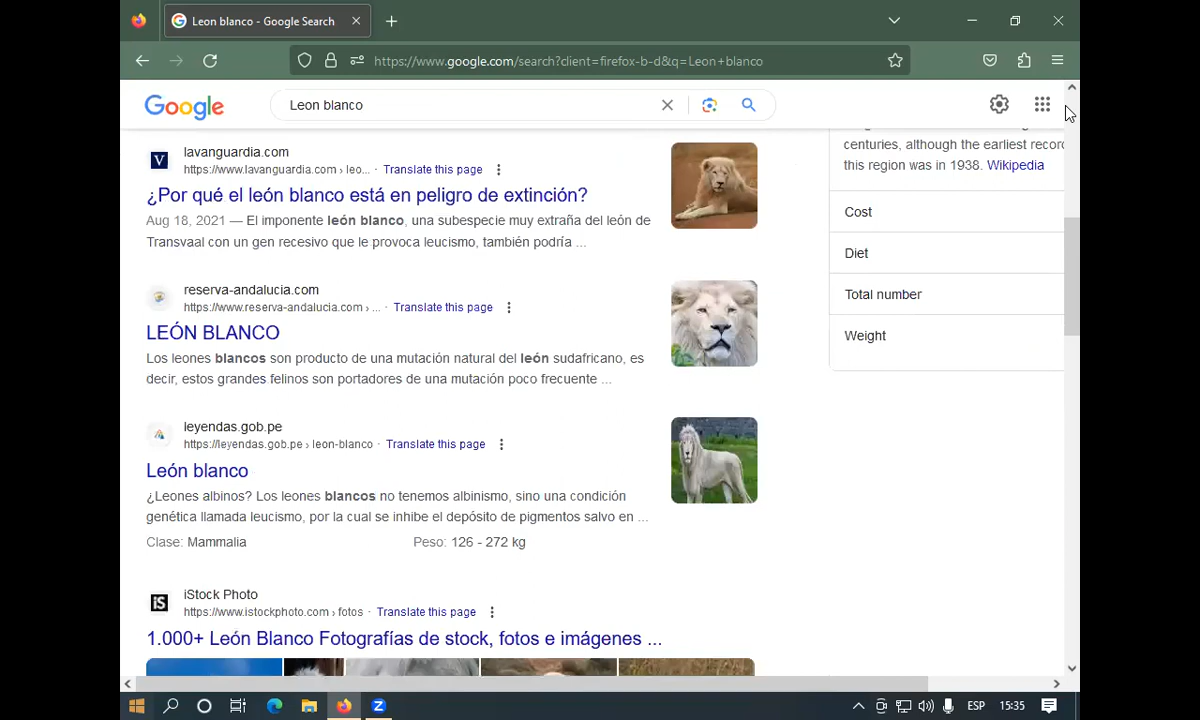 Leon blanco - Google Search
https://www.google.com/search?client=firefox-b-d&q=Leon+blanco
Google
Leon blanco
lavanguardia.com
https://www.lavanguardia.com › leo... · Translate this page
¿Por qué el león blanco está en peligro de extinción?
Aug 18, 2021 — El imponente león blanco, una subespecie muy extraña del león de
Transvaal con un gen recesivo que le provoca leucismo, también podría ...
reserva-andalucia.com
https://www.reserva-andalucia.com › ... · Translate this page
LEÓN BLANCO
Los leones blancos son producto de una mutación natural del león sudafricano, es
decir, estos grandes felinos son portadores de una mutación poco frecuente ...
leyendas.gob.pe
https://leyendas.gob.pe › leon-blanco · Translate this page
León blanco
¿Leones albinos? Los leones blancos no tenemos albinismo, sino una condición
genética llamada leucismo, por la cual se inhibe el depósito de pigmentos salvo en ...
Clase: Mammalia Peso: 126 - 272 kg
iS
iStock Photo
https://www.istockphoto.com › fotos · Translate this page
1.000+ León Blanco Fotografías de stock, fotos e imágenes ...
centuries, although the earliest recor
this region was in 1938. Wikipedia
Cost
Diet
Total number
Weight
ESP 15:35